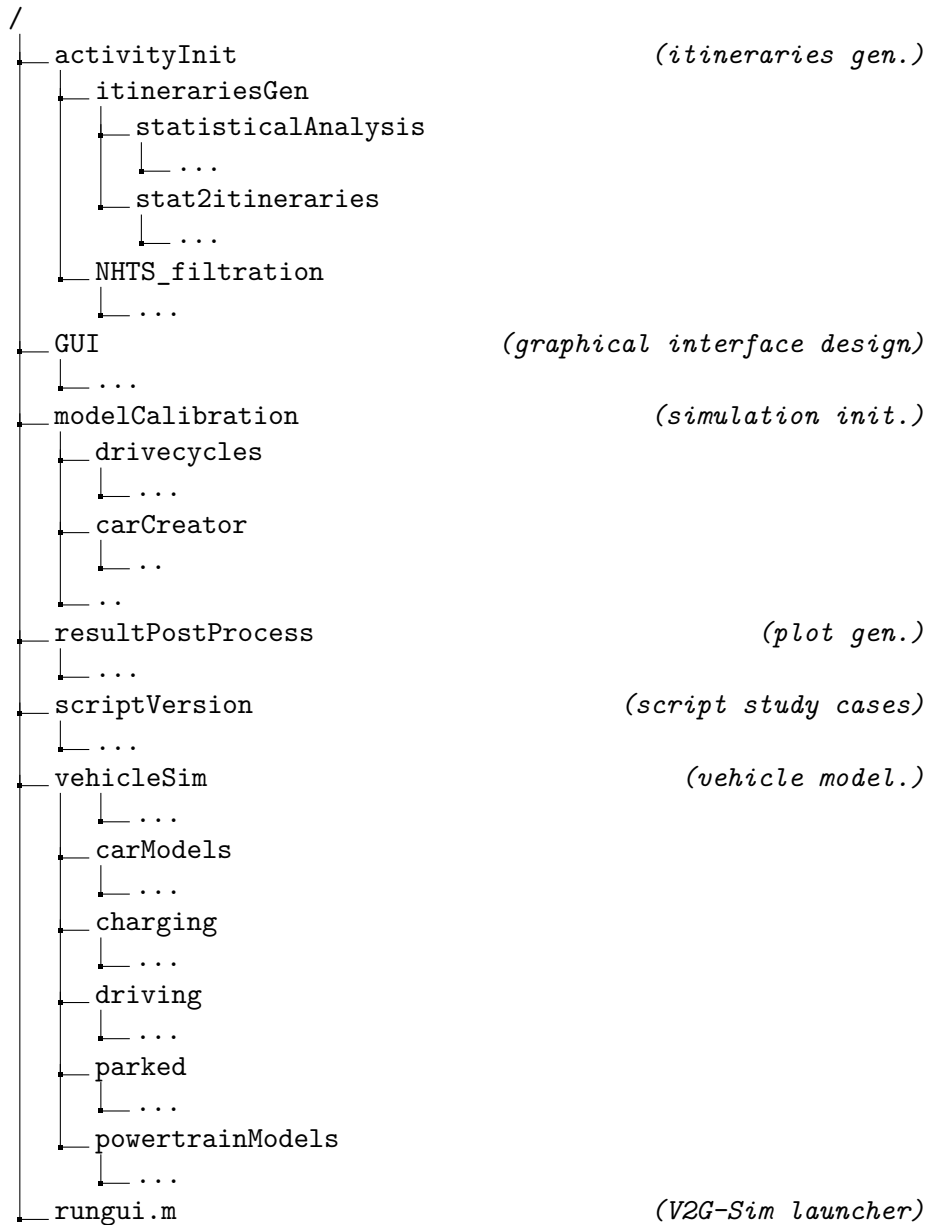 /
activityInit (itineraries gen.)
itinerariesGen
statisticalAnalysis
...
stat2itineraries
...
NHTS_filtration
...
GUI (graphical interface design)
...
modelCalibration (simulation init.)
drivecycles
...
carCreator
..
..
resultPostProcess (plot gen.)
...
scriptVersion (script study cases)
...
vehicleSim (vehicle model.)
...
carModels
...
charging
...
driving
...
parked
...
powertrainModels
...
rungui.m (V2G-Sim launcher)